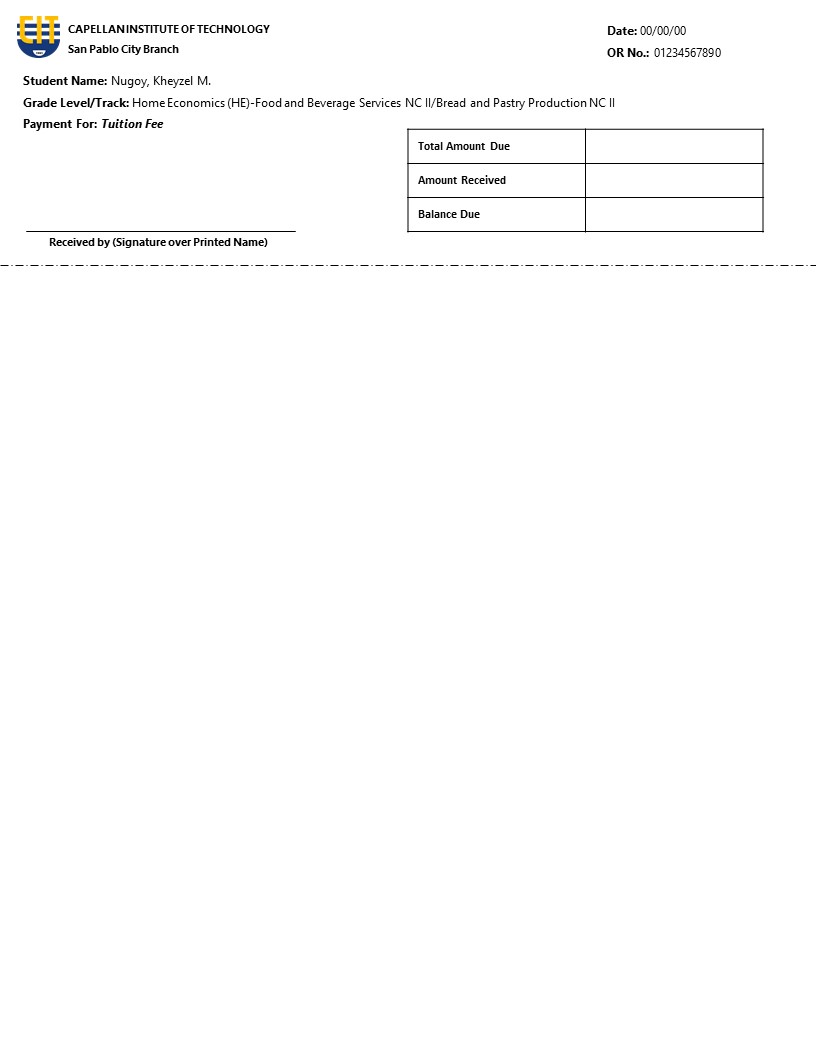 CIT
CAPELLAN INSTITUTE OF TECHNOLOGY
San Pablo City Branch
Date: 00/00/00
OR No.: 01234567890
Student Name: Nugoy, Kheyzel M.
Grade Level/Track: Home Economics (HE)-Food and Beverage Services NC II/Bread and Pastry Production NC II
Payment For: Tuition Fee
Total Amount Due
Amount Received
Balance Due
Received by (Signature over Printed Name)